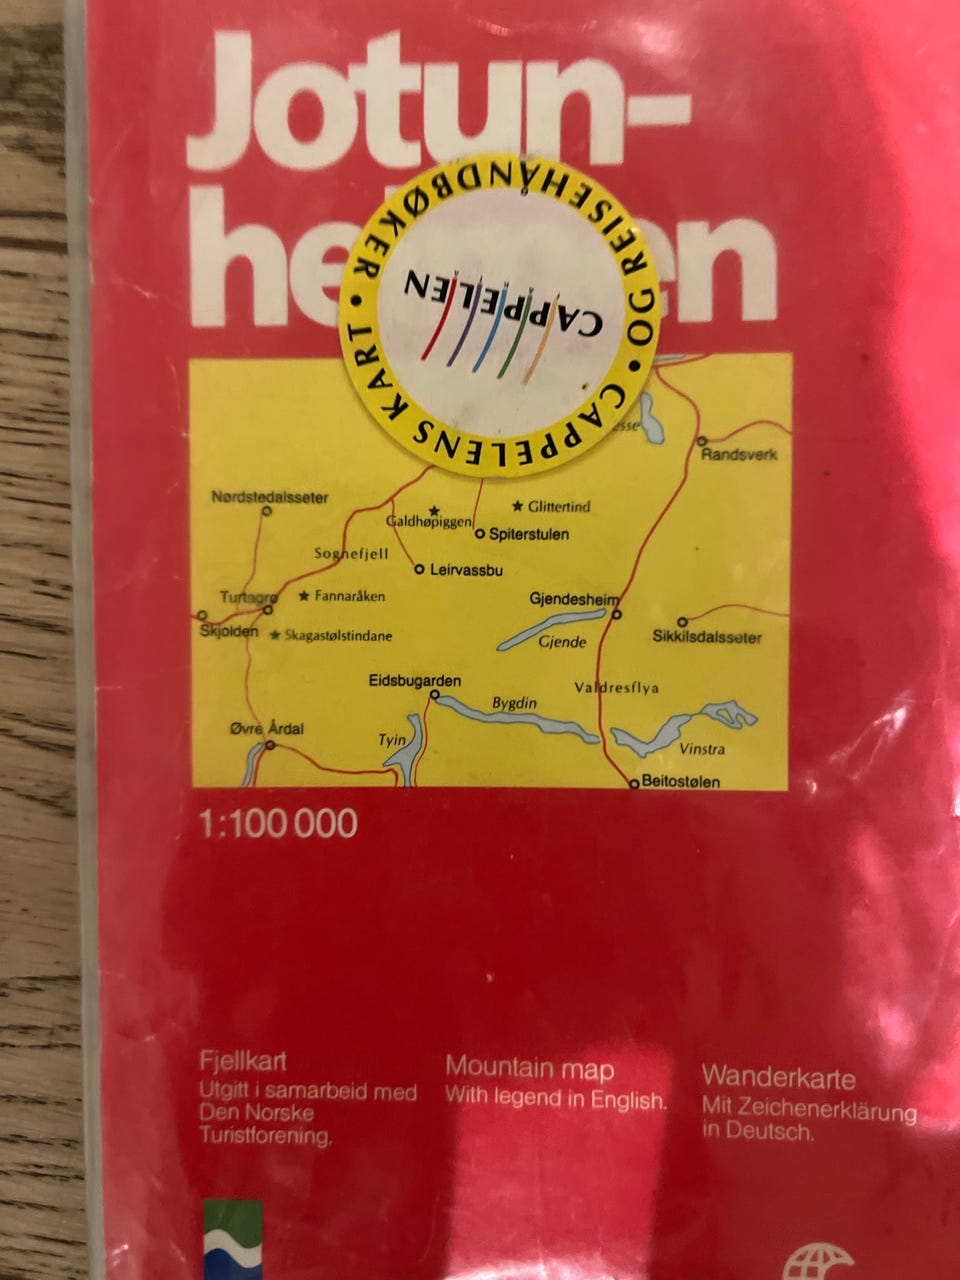 Jotun-
he en
CAPPELENS KART • OG REISEHÅNDBØKER •
CAPPELEN
Randsverk
Nørdstedalsseter
Glittertind
Galdhøpiggen
Spiterstulen
Sognefjell
Leirvassbu
Turtagrø
Fannaråken
Gjendesheim
Skjolden
Skagastølstindane
Gjende
Sikkilsdalsseter
Eidsbugarden
Valdresflya
Bygdin
Øvre Årdal
Tyin
Vinstra
Beitostølen
1:100 000
Fjellkart
Utgitt i samarbeid med
Den Norske
Turistforening.
Mountain map
With legend in English.
Wanderkarte
Mit Zeichenerklärung
in Deutsch.